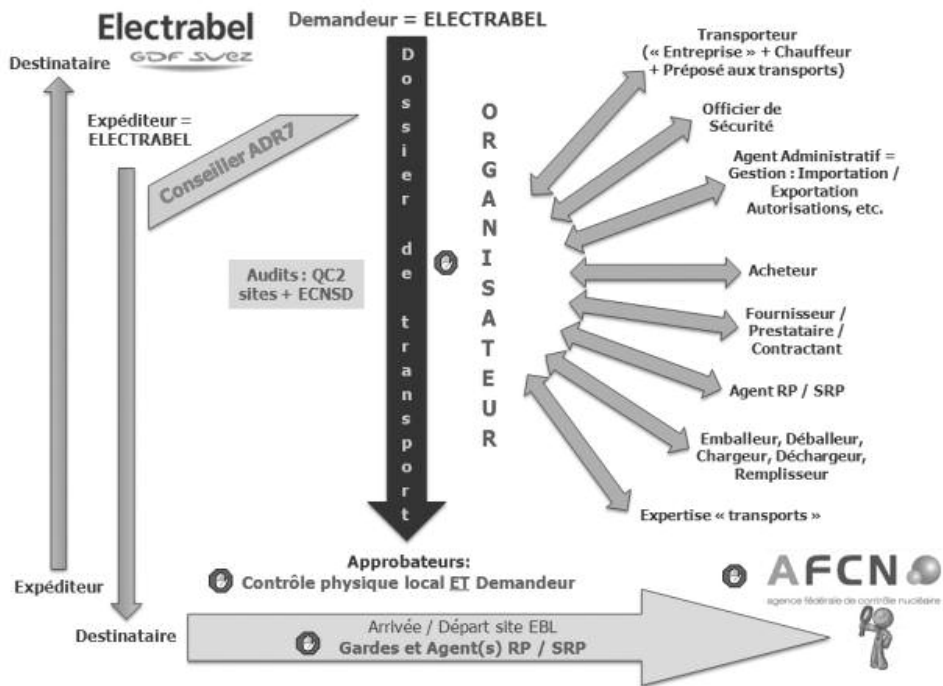 Electrabel
GDF SUEZ
Demandeur = ELECTRABEL
Destinataire
Expéditeur =
ELECTRABEL
Conseiller ADR7
Dossier de transport
ORGANISATEUR
Audits : QC2
sites + ECNSD
Transporteur
(« Entreprise » + Chauffeur
+ Préposé aux transports)
Officier de
Sécurité
Agent Administratif =
Gestion : Importation /
Exportation
Autorisations, etc.
Acheteur
Fournisseur /
Prestataire /
Contractant
Agent RP / SRP
Emballeur, Déballeur,
Chargeur, Déchargeur,
Remplisseur
Expertise « transports »
Expéditeur
Destinataire
Approbateurs:
Contrôle physique local ET Demandeur
AFCN
agence fédérale de contrôle nucléaire
Arrivée / Départ site EBL
Gardes et Agent(s) RP / SRP